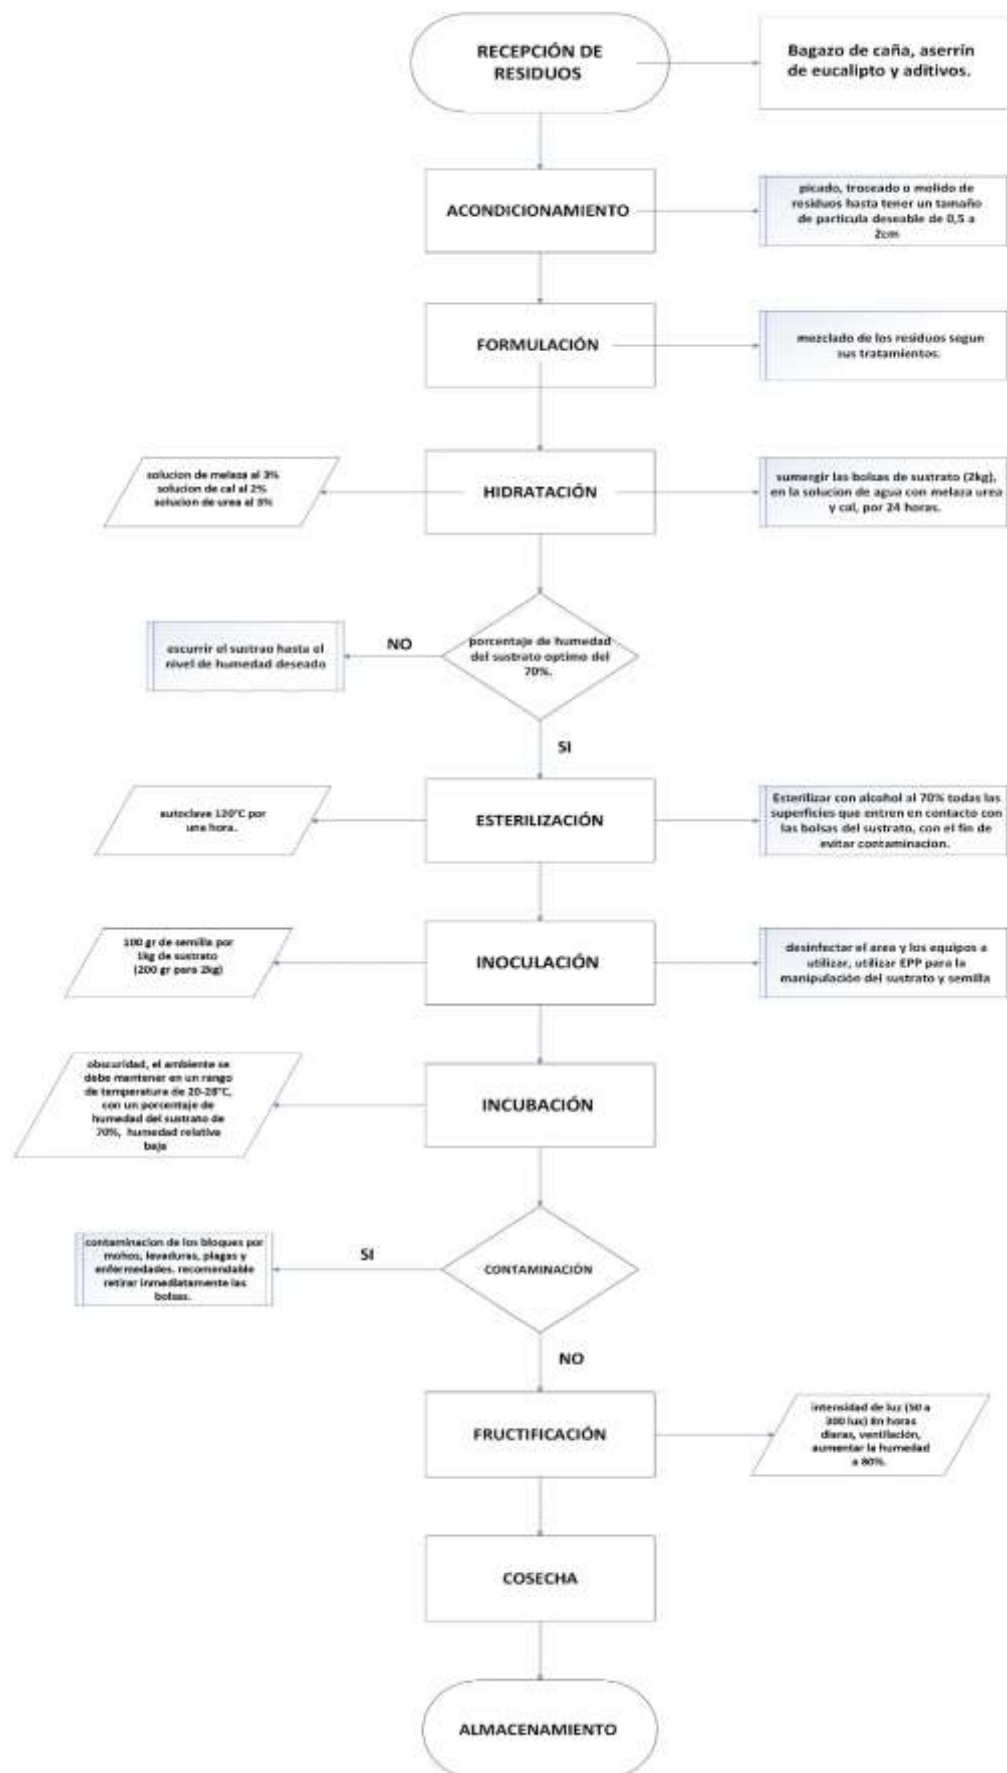 RECEPCIÓN DE
RESIDUOS
Bagazo de caña, aserrín
de eucalipto y aditivos.
ACONDICIONAMIENTO
picado, troceado o molido de
residuos hasta tener un tamaño
de particula deseable de 0,5 a
2cm
FORMULACIÓN
mezclado de los residuos segun
sus tratamientos.
solucion de melaza al 3%
solucion de cal al 2%
solucion de urea al 3%
HIDRATACIÓN
sumergir las bolsas de sustrato (2kg),
en la solucion de agua con melaza urea
y cal, por 24 horas.
escurrir el sustrao hasta el
nivel de humedad deseado
NO
porcentaje de humedad
del sustrato optimo del
70%.
SI
autoclave 120°C por
una hora.
ESTERILIZACIÓN
Esterilizar con alcohol al 70% todas las
superficies que entren en contacto con
las bolsas del sustrato, con el fin de
evitar contaminacion.
100 gr de semilla por
1kg de sustrato
(200 gr para 2kg)
INOCULACIÓN
desinfectar el area y los equipos a
utilizar, utilizar EPP para la
manipulación del sustrato y semilla
obscuridad, el ambiente se
debe mantener en un rango
de temperatura de 20-28°C,
con un porcentaje de
humedad del sustrato de
70%, humedad relativa
baja
INCUBACIÓN
contaminacion de los bloques por
mohos, levaduras, plagas y
enfermedades. recomendable
retirar inmediatamente las
bolsas.
SI
CONTAMINACIÓN
NO
FRUCTIFICACIÓN
intensidad de luz (50 a
300 lux) 8n horas
diaras, ventilación,
aumentar la humedad
a 80%.
COSECHA
ALMACENAMIENTO